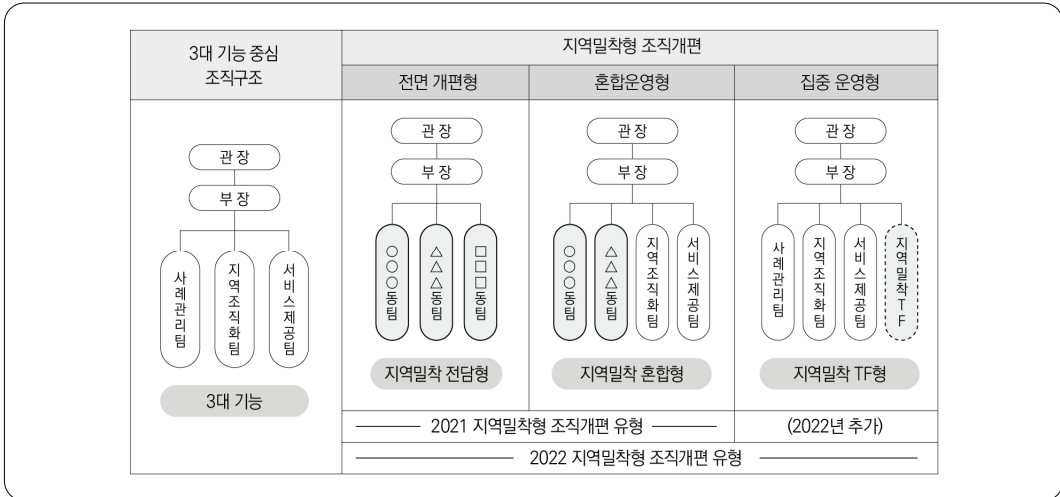 3대 기능 중심
조직구조
지역밀착형 조직개편
전면 개편형
혼합운영형
집중 운영형
관 장
부 장
사례관리팀
지역조직화팀
서비스제공팀
3대 기능
관 장
부 장
○○○동팀
△△△동팀
□□□동팀
지역밀착 전담형
관 장
부 장
○○○동팀
△△△동팀
지역조직화팀
서비스제공팀
지역밀착 혼합형
관 장
부 장
사례관리팀
지역조직화팀
서비스제공팀
지역밀착TF
지역밀착 TF형
2021 지역밀착형 조직개편 유형
(2022년 추가)
2022 지역밀착형 조직개편 유형